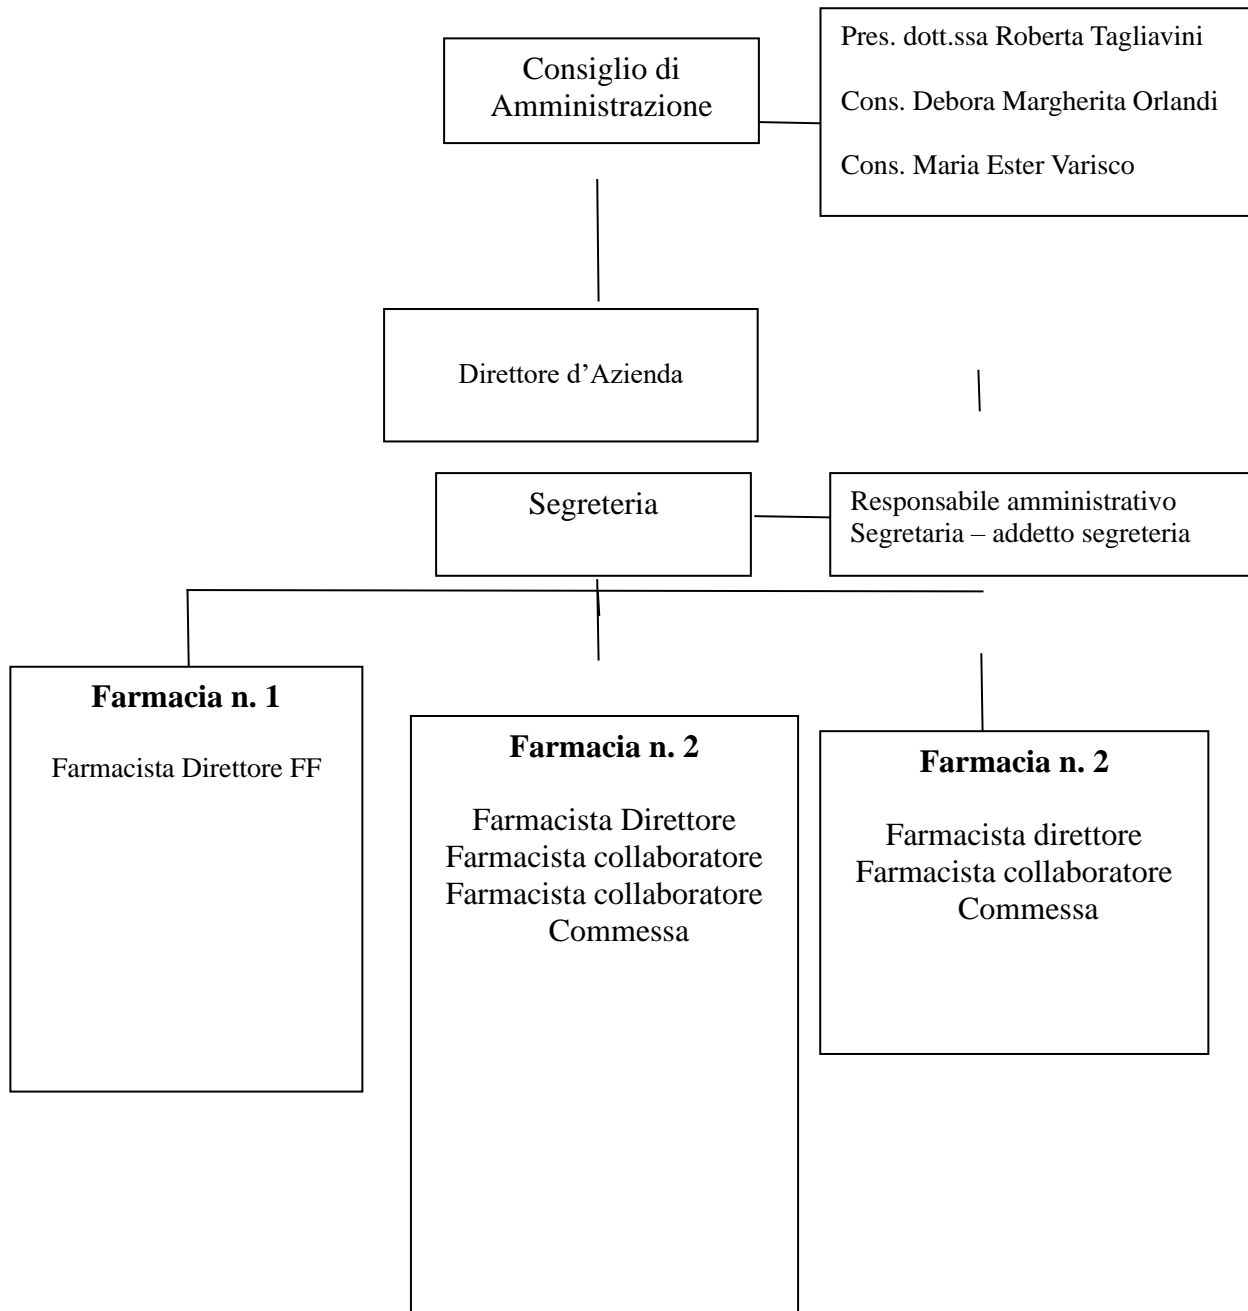 Consiglio di
Amministrazione
Pres. dott.ssa Roberta Tagliavini
Cons. Debora Margherita Orlandi
Cons. Maria Ester Varisco
Direttore d’Azienda
Segreteria
Responsabile amministrativo
Segretaria – addetto segreteria
Farmacia n. 1
Farmacista Direttore FF
Farmacia n. 2
Farmacista Direttore
Farmacista collaboratore
Farmacista collaboratore
Commessa
Farmacia n. 2
Farmacista direttore
Farmacista collaboratore
Commessa